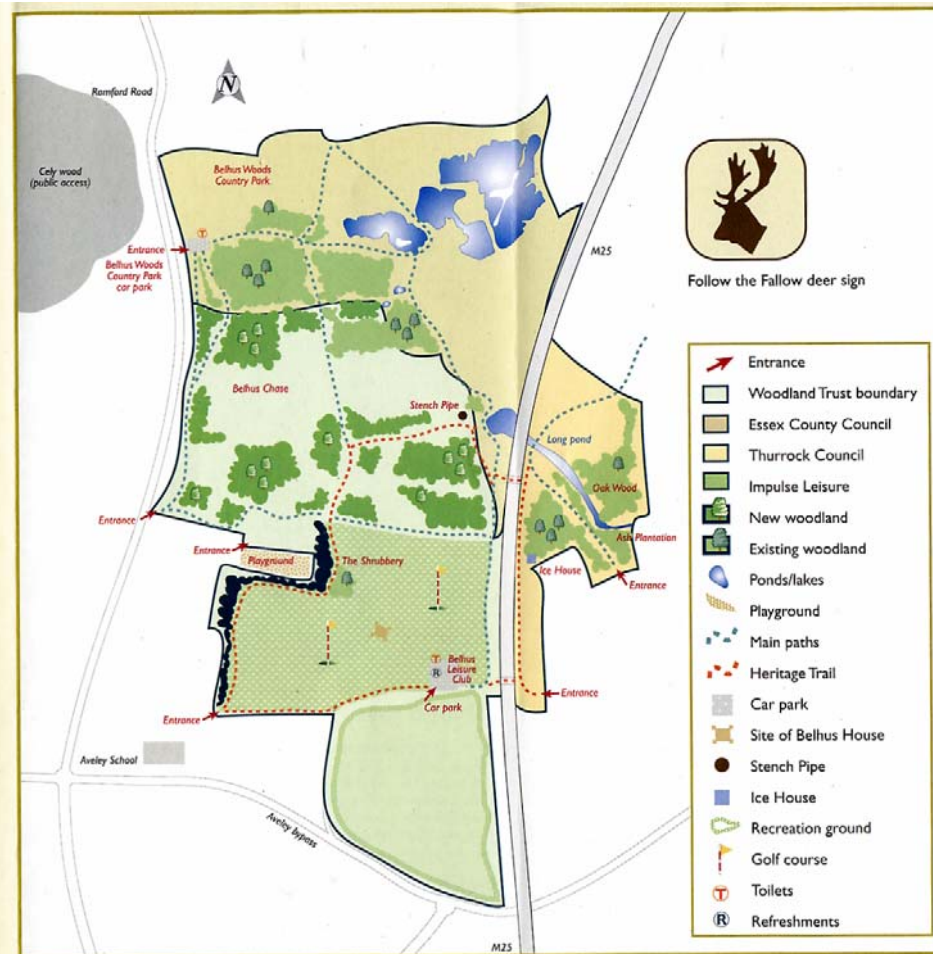 Romford Road
N
Cely wood
(public access)
Belhus Woods
Country Park
T
Entrance
Belhus Woods
Country Park
car park
M25
Follow the Fallow deer sign
Belhus Chase
Stench Pipe
Long pond
Oak Wood
Ash Plantation
Entrance
Entrance
Playground
The Shrubbery
Ice House
Entrance
T
R
Belhus
Leisure
Club
Car park
Entrance
Entrance
Aveley School
Aveley bypass
M25
Entrance
Woodland Trust boundary
Essex County Council
Thurrock Council
Impulse Leisure
New woodland
Existing woodland
Ponds/lakes
Playground
Main paths
Heritage Trail
Car park
Site of Belhus House
Stench Pipe
Ice House
Recreation ground
Golf course
T Toilets
R Refreshments